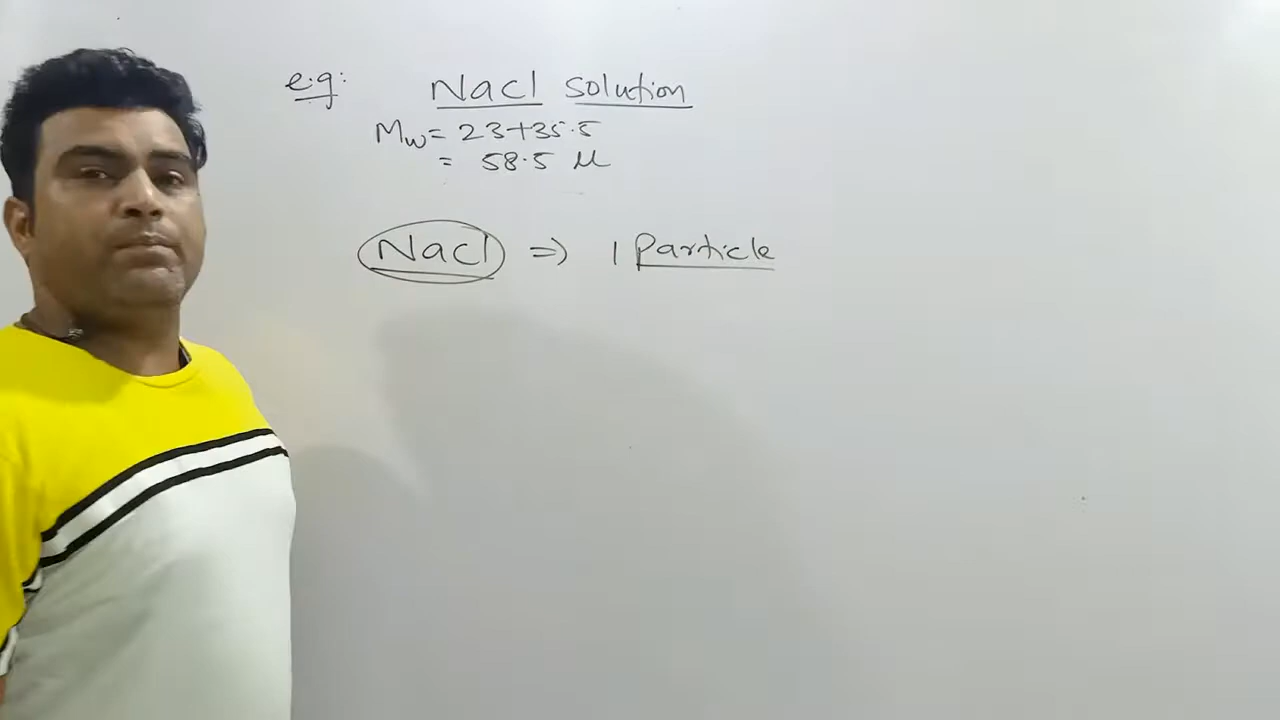 e.g: Nacl solution
Mw = 23+35.5
= 58.5 u
Nacl => 1 Particle